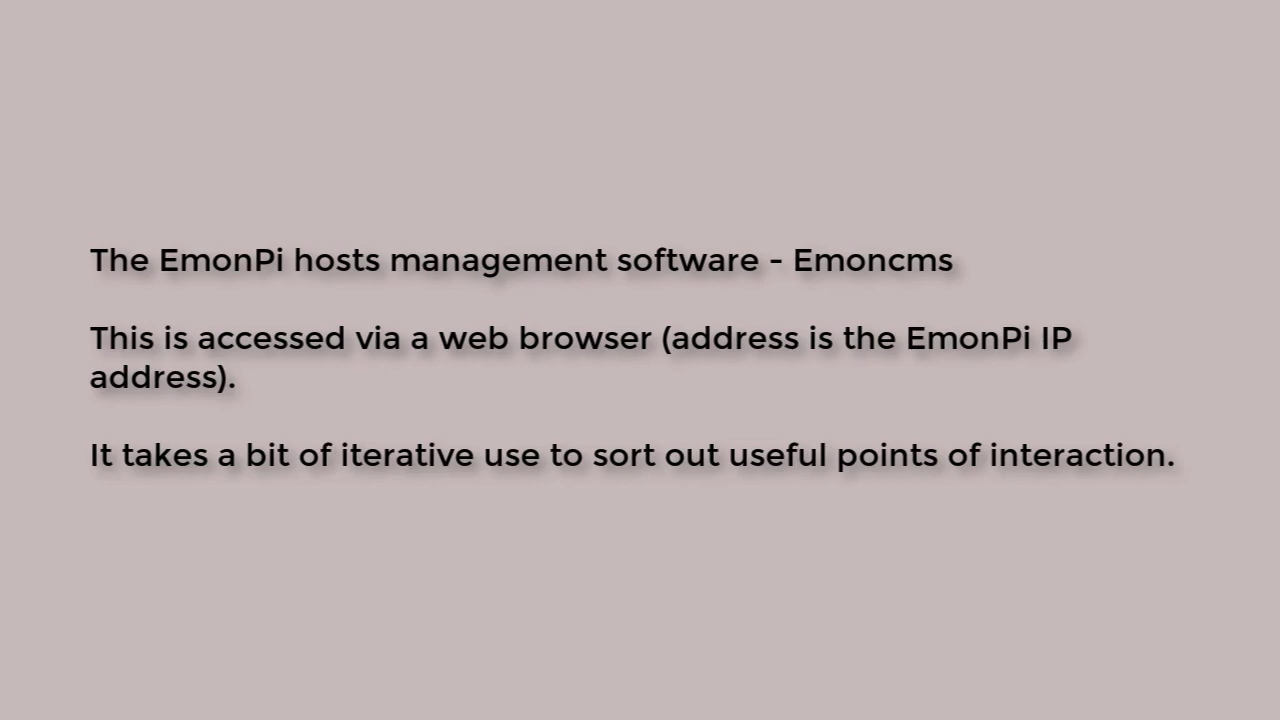 The EmonPi hosts management software - Emoncms
This is accessed via a web browser (address is the EmonPi IP
address).
It takes a bit of iterative use to sort out useful points of interaction.